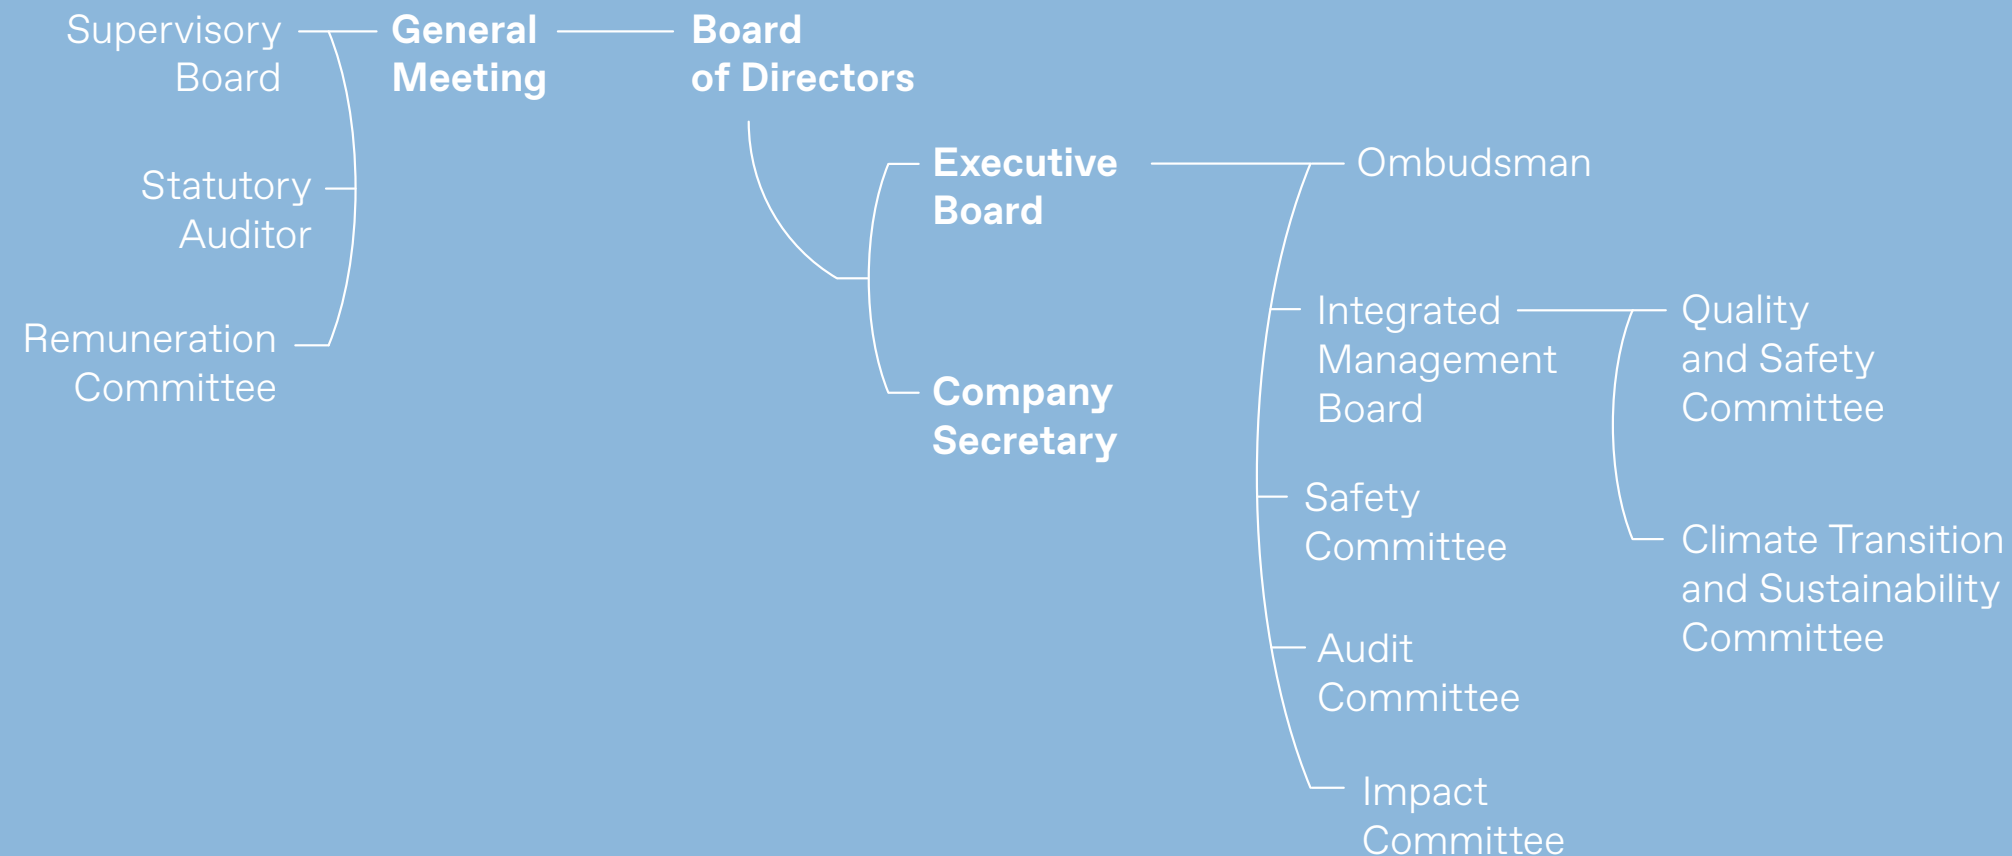 Supervisory
Board
General
Meeting
Board
of Directors
Statutory
Auditor
Remuneration
Committee
Executive
Board
Company
Secretary
Ombudsman
Integrated
Management
Board
Quality
and Safety
Committee
Climate Transition
and Sustainability
Committee
Safety
Committee
Audit
Committee
Impact
Committee